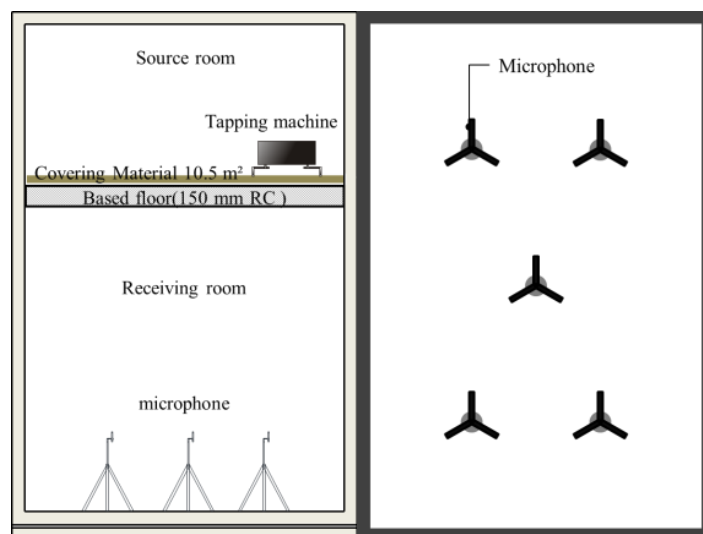 Source room
Tapping machine
Covering Material 10.5 m²
Based floor(150 mm RC )
Receiving room
microphone
Microphone